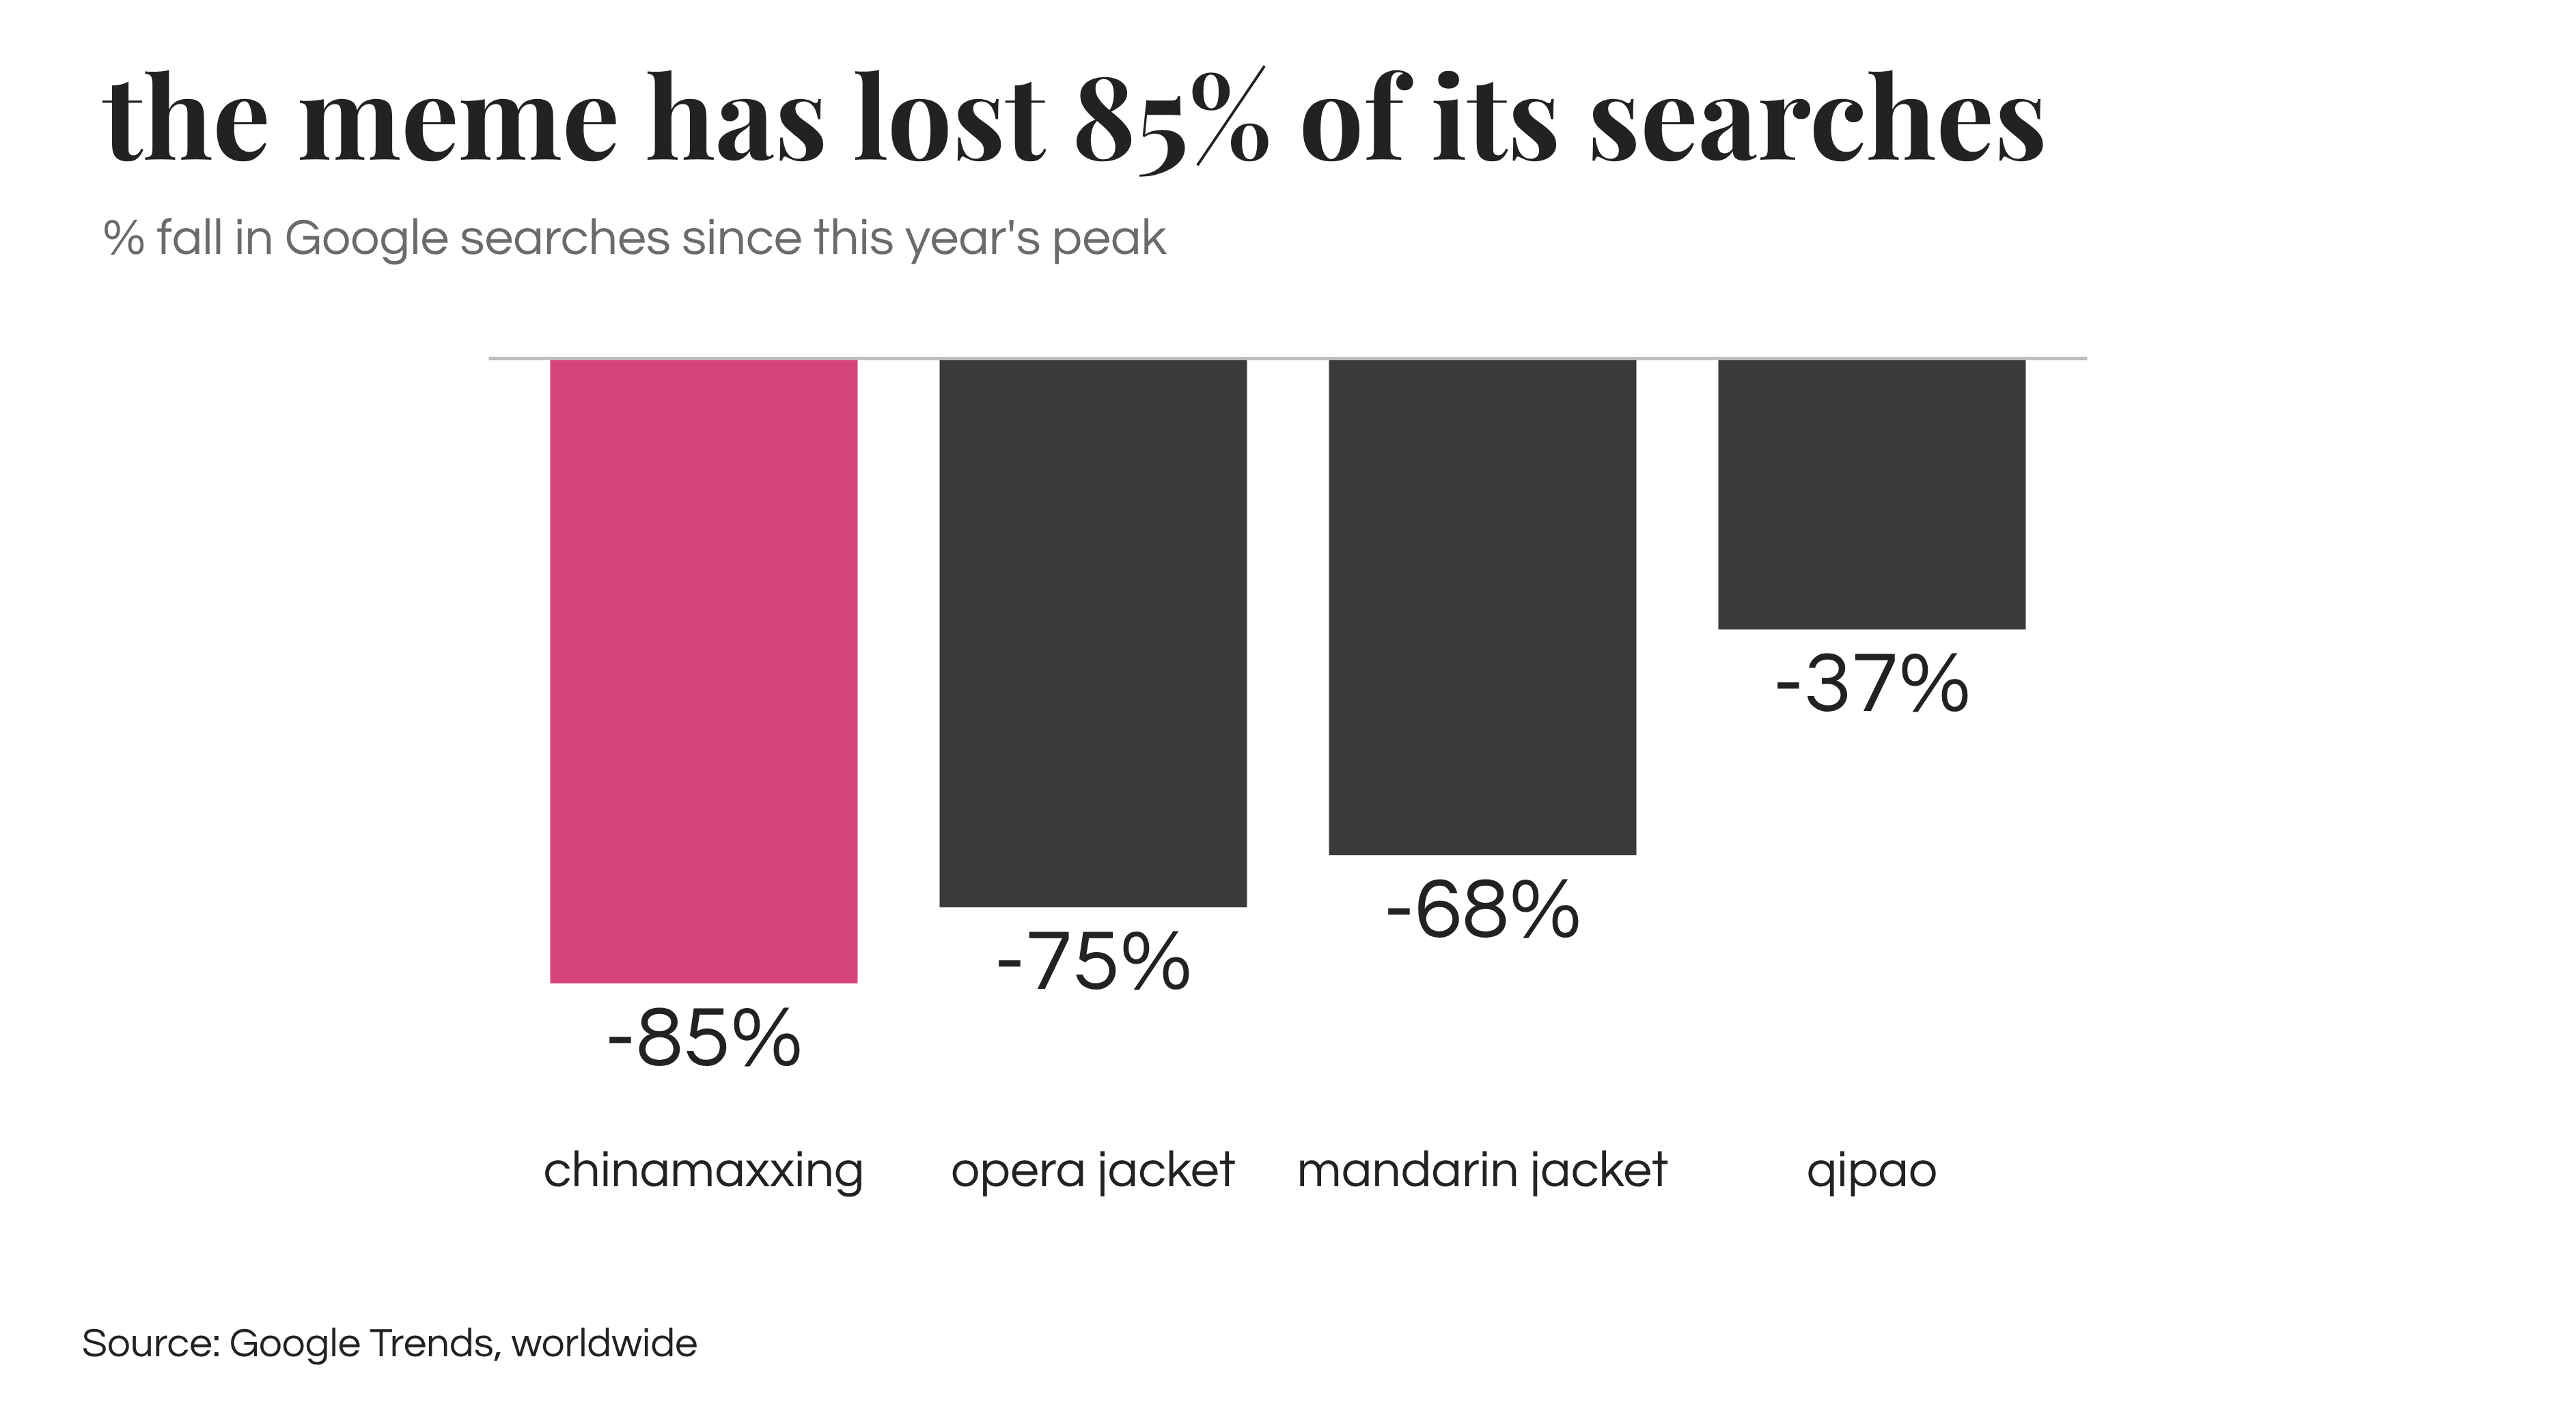 the meme has lost 85% of its searches
% fall in Google searches since this year's peak
-37%
-68%
-75%
-85%
chinamaxxing opera jacket mandarin jacket qipao
Source: Google Trends, worldwide